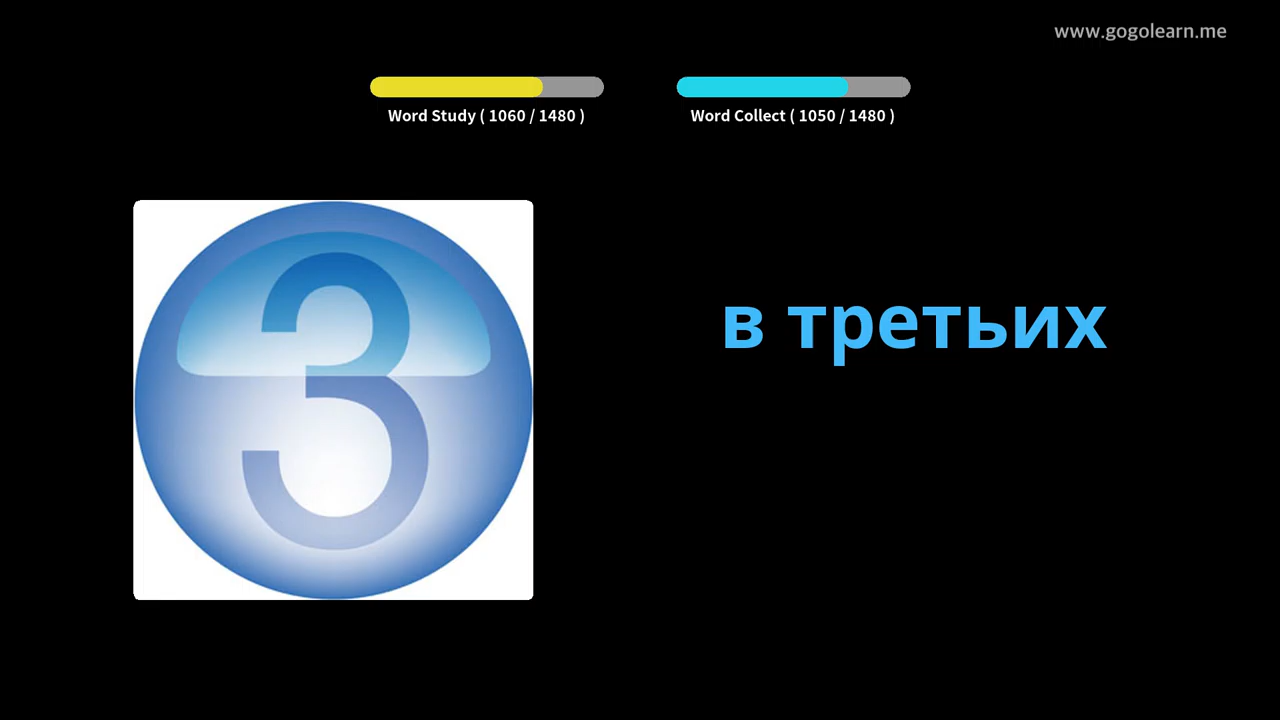 www.gogolearn.me
Word Study ( 1060 / 1480 )
Word Collect ( 1050 / 1480 )
3
в третьих